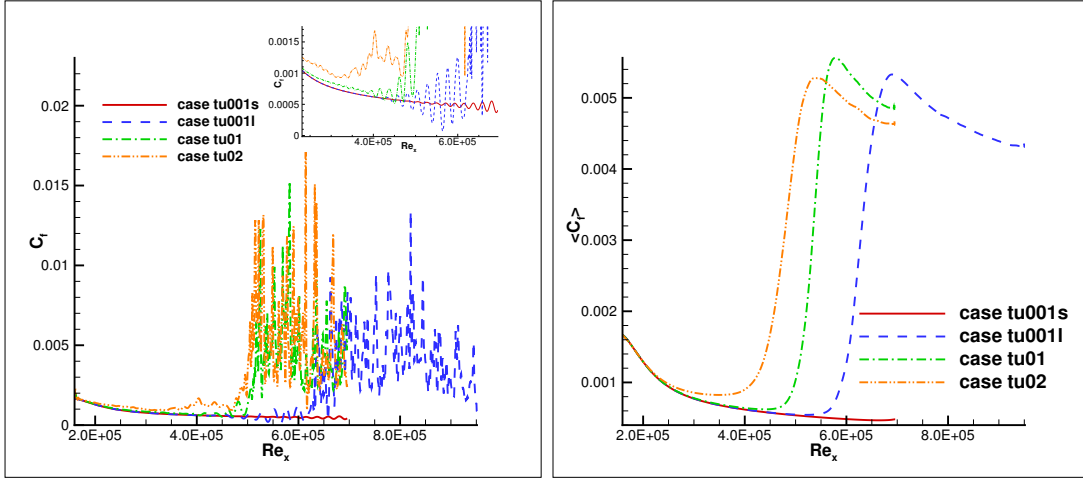 0.0015
0.001
0.0005
0
C_f
4.0E+05 6.0E+05
Re_x
0.02
0.015
0.01
0.005
0
C_f
case tu001s
case tu001l
case tu01
case tu02
2.0E+05 4.0E+05 6.0E+05 8.0E+05
Re_x
0.005
0.004
0.003
0.002
0.001
<C_f>
case tu001s
case tu001l
case tu01
case tu02
2.0E+05 4.0E+05 6.0E+05 8.0E+05
Re_x